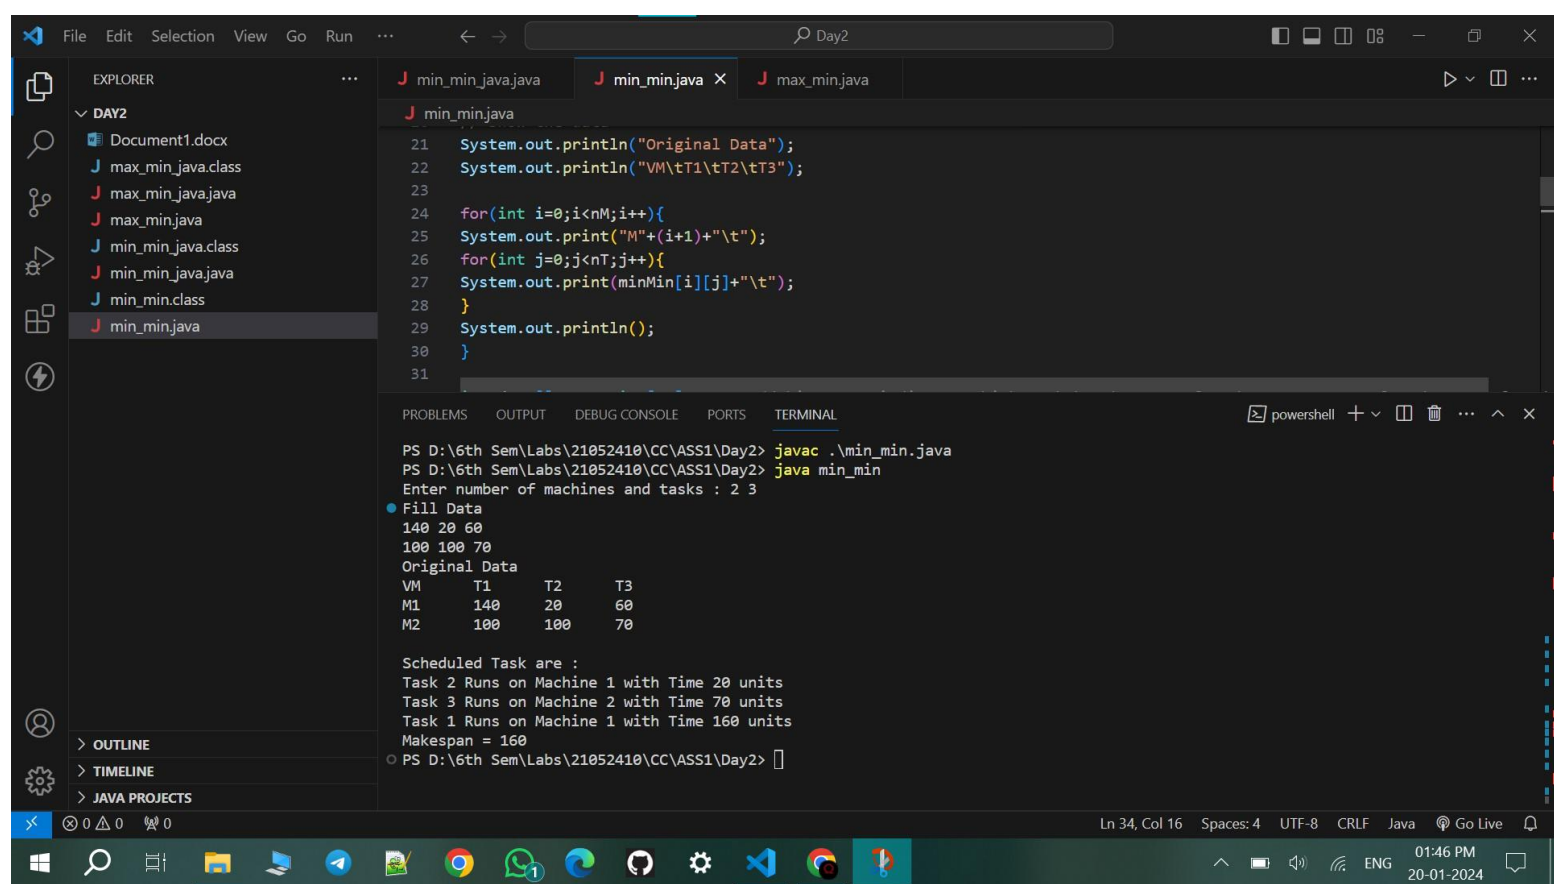 File Edit Selection View Go Run ... Day2
EXPLORER
DAY2
Document1.docx
max_min_java.class
max_min_java.java
max_min.java
min_min_java.class
min_min_java.java
min_min.class
min_min.java
OUTLINE
TIMELINE
JAVA PROJECTS
min_min_java.java min_min.java max_min.java
min_min.java
21 System.out.println("Original Data");
22 System.out.println("VM\tT1\tT2\tT3");
23
24 for(int i=0;i<nM;i++){
25 System.out.print("M"+(i+1)+"\t");
26 for(int j=0;j<nT;j++){
27 System.out.print(minMin[i][j]+"\t");
28 }
29 System.out.println();
30 }
31
PROBLEMS OUTPUT DEBUG CONSOLE PORTS TERMINAL powershell
PS D:\6th Sem\Labs\21052410\CC\ASS1\Day2> javac .\min_min.java
PS D:\6th Sem\Labs\21052410\CC\ASS1\Day2> java min_min
Enter number of machines and tasks : 2 3
Fill Data
140 20 60
100 100 70
Original Data
VM T1 T2 T3
M1 140 20 60
M2 100 100 70
Scheduled Task are :
Task 2 Runs on Machine 1 with Time 20 units
Task 3 Runs on Machine 2 with Time 70 units
Task 1 Runs on Machine 1 with Time 160 units
Makespan = 160
PS D:\6th Sem\Labs\21052410\CC\ASS1\Day2>
0 0 0 Ln 34, Col 16 Spaces: 4 UTF-8 CRLF Java Go Live
1 ENG 01:46 PM
20-01-2024